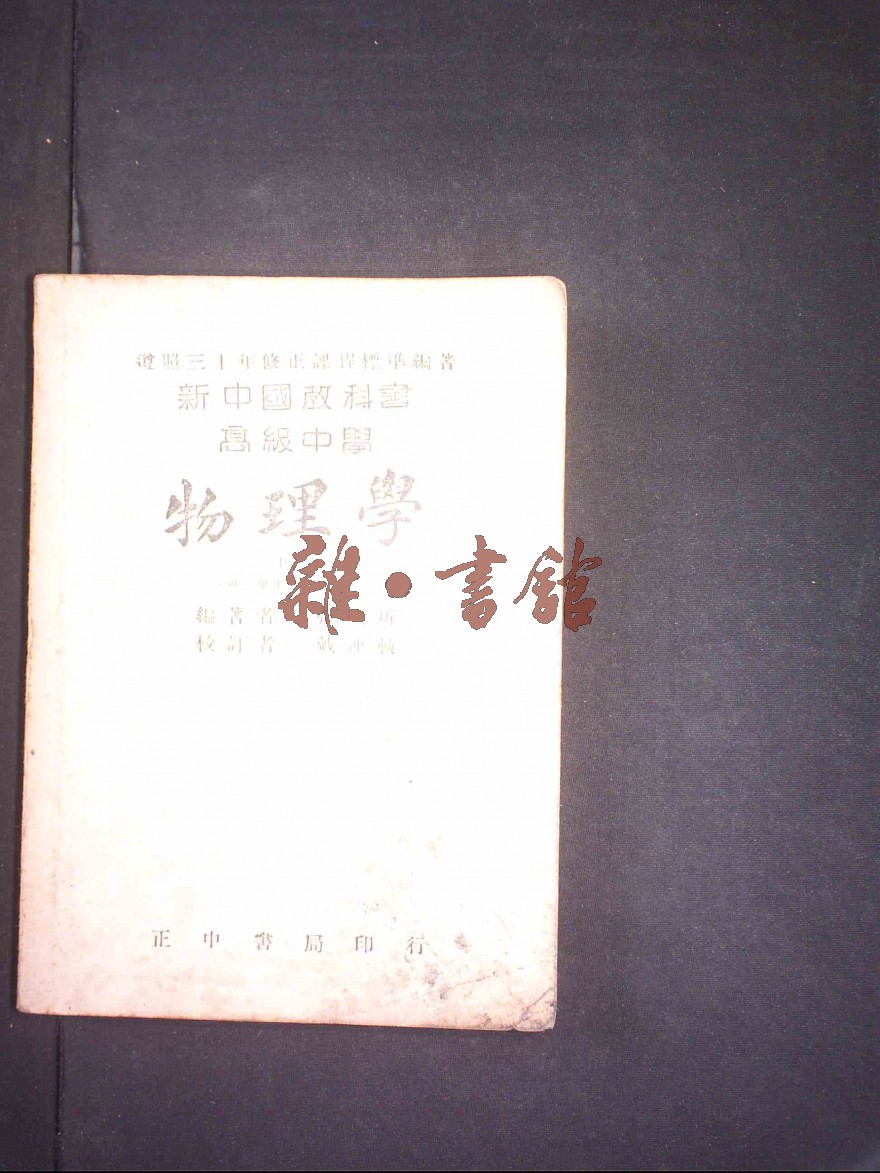 遵照三十年修正課程標準編著
新中國教科書
高級中學
物理學
雜·書館
編著者
校訂者 戴運軌
正中書局印行